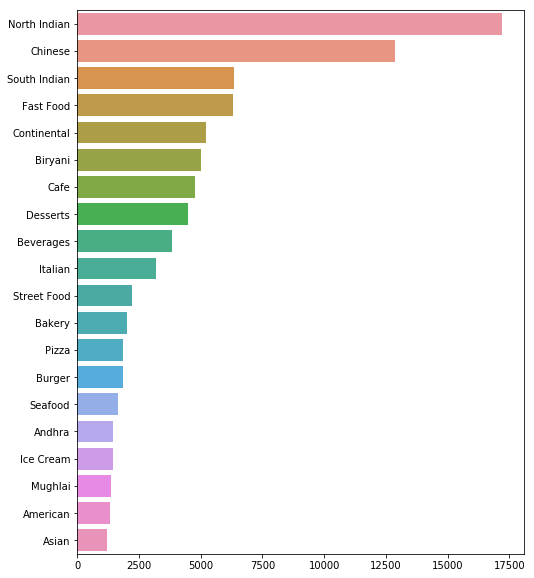 North Indian
Chinese
South Indian
Fast Food
Continental
Biryani
Cafe
Desserts
Beverages
Italian
Street Food
Bakery
Pizza
Burger
Seafood
Andhra
Ice Cream
Mughlai
American
Asian
0 2500 5000 7500 10000 12500 15000 17500